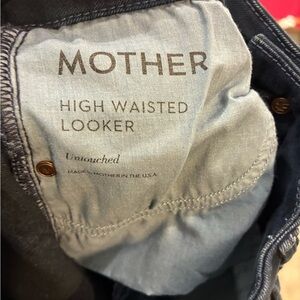 MOTHER
HIGH WAISTED
LOOKER
Untouched
MADE BY MOTHER IN THE U.S.A.